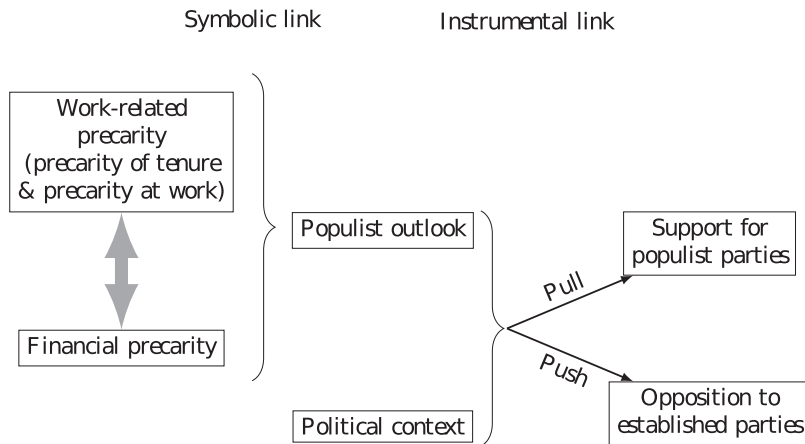 Symbolic link
Instrumental link
Work-related
precarity
(precarity of tenure
& precarity at work)
Financial precarity
Populist outlook
Political context
Pull
Push
Support for
populist parties
Opposition to
established parties